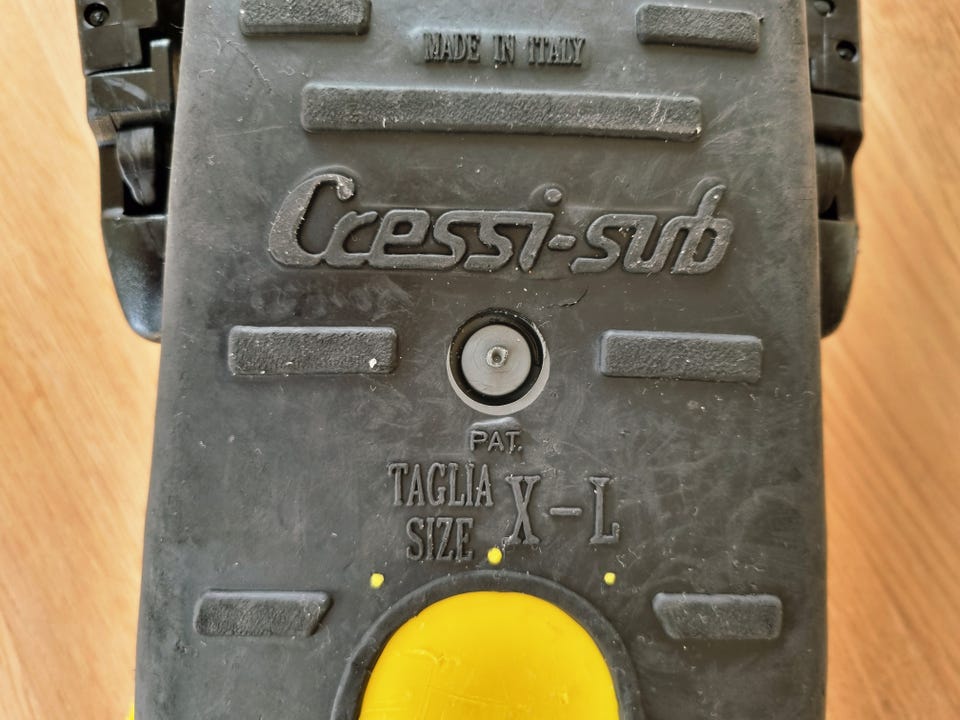 MADE IN ITALY
Cressi-sub
PAT.
TAGLIA
SIZE X-L